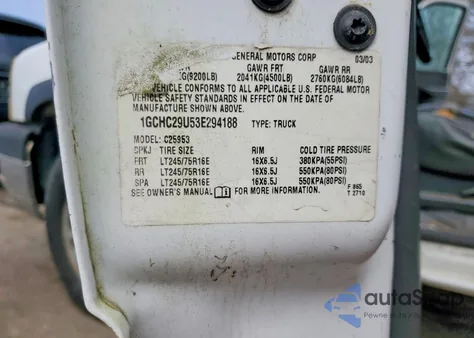 GENERAL MOTORS CORP 03/03
GAWR FRT GAWR RR
KG(9200LB) 2041KG(4500LB) 2760KG(6084LB)
VEHICLE CONFORMS TO ALL APPLICABLE U.S. FEDERAL MOTOR
VEHICLE SAFETY STANDARDS IN EFFECT ON THE DATE OF
MANUFACTURE SHOWN ABOVE.
1GCHC29U53E294188 TYPE: TRUCK
MODEL: C25953
CPKJ TIRE SIZE RIM COLD TIRE PRESSURE
FRT LT245/75R16E 16X6.5J 380KPA(55PSI)
RR LT245/75R16E 16X6.5J 550KPA(80PSI)
SPA LT245/75R16E 16X6.5J 550KPA(80PSI)
SEE OWNER'S MANUAL FOR MORE INFORMATION.
F 865
T 2710
autoSnap